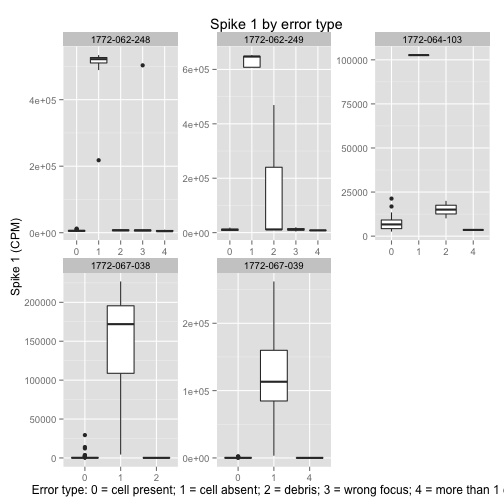 Spike 1 by error type
1772-062-248 1772-062-249 1772-064-103
4e+05
2e+05
0e+00
6e+05
4e+05
2e+05
0e+00
100000
75000
50000
25000
0
0 1 2 3 4 0 1 2 3 4 0 1 2 4
Spike 1 (CPM)
1772-067-038 1772-067-039
200000
150000
100000
50000
0
2e+05
1e+05
0e+00
0 1 2 0 1 4
Error type: 0 = cell present; 1 = cell absent; 2 = debris; 3 = wrong focus; 4 = more than 1